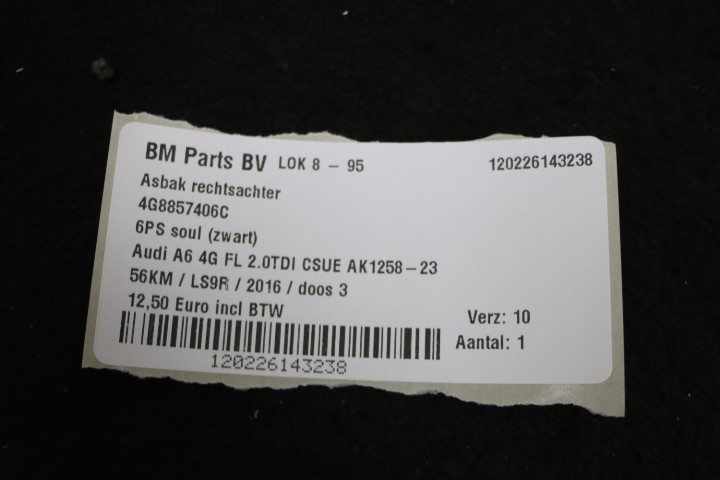 BM Parts BV LOK 8 - 95 120226143238
Asbak rechtsachter
4G8857406C
6PS soul (zwart)
Audi A6 4G FL 2.0TDI CSUE AK1258-23
56KM / LS9R / 2016 / doos 3
12,50 Euro incl BTW Verz: 10
Aantal: 1
120226143238